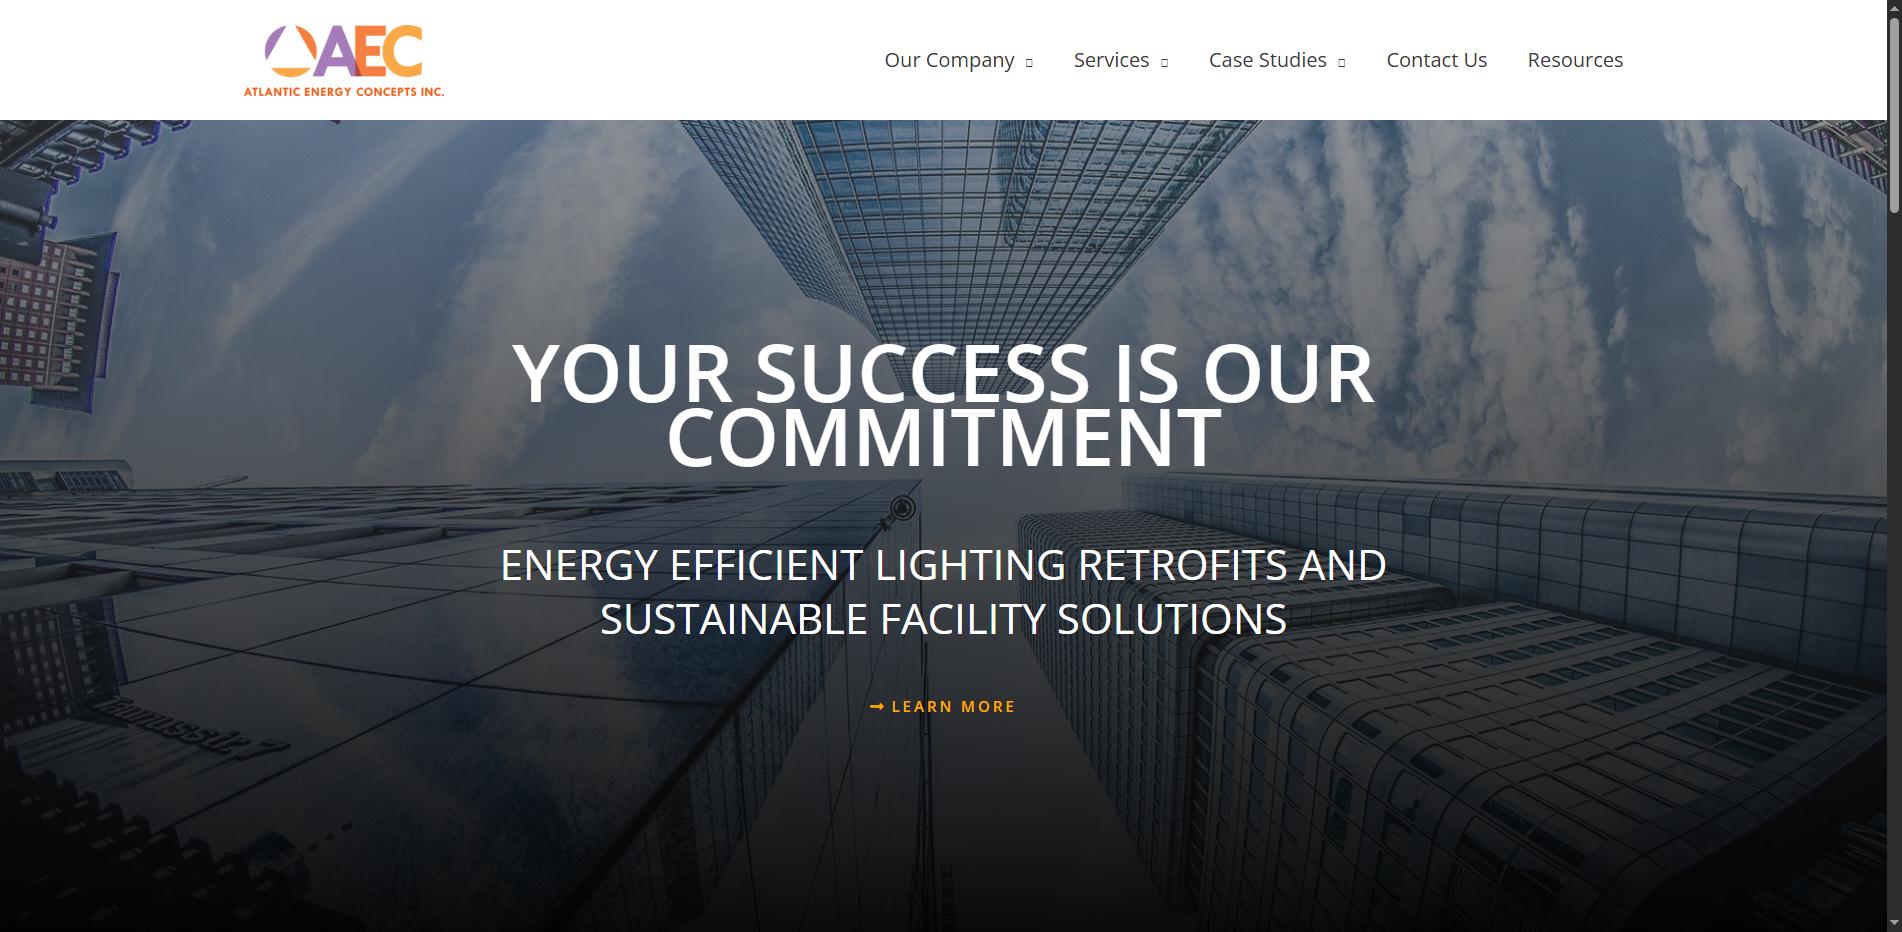 AEC
ATLANTIC ENERGY CONCEPTS INC.
Our Company
Services
Case Studies
Contact Us
Resources
YOUR SUCCESS IS OUR
COMMITMENT
ENERGY EFFICIENT LIGHTING RETROFITS AND
SUSTAINABLE FACILITY SOLUTIONS
LEARN MORE